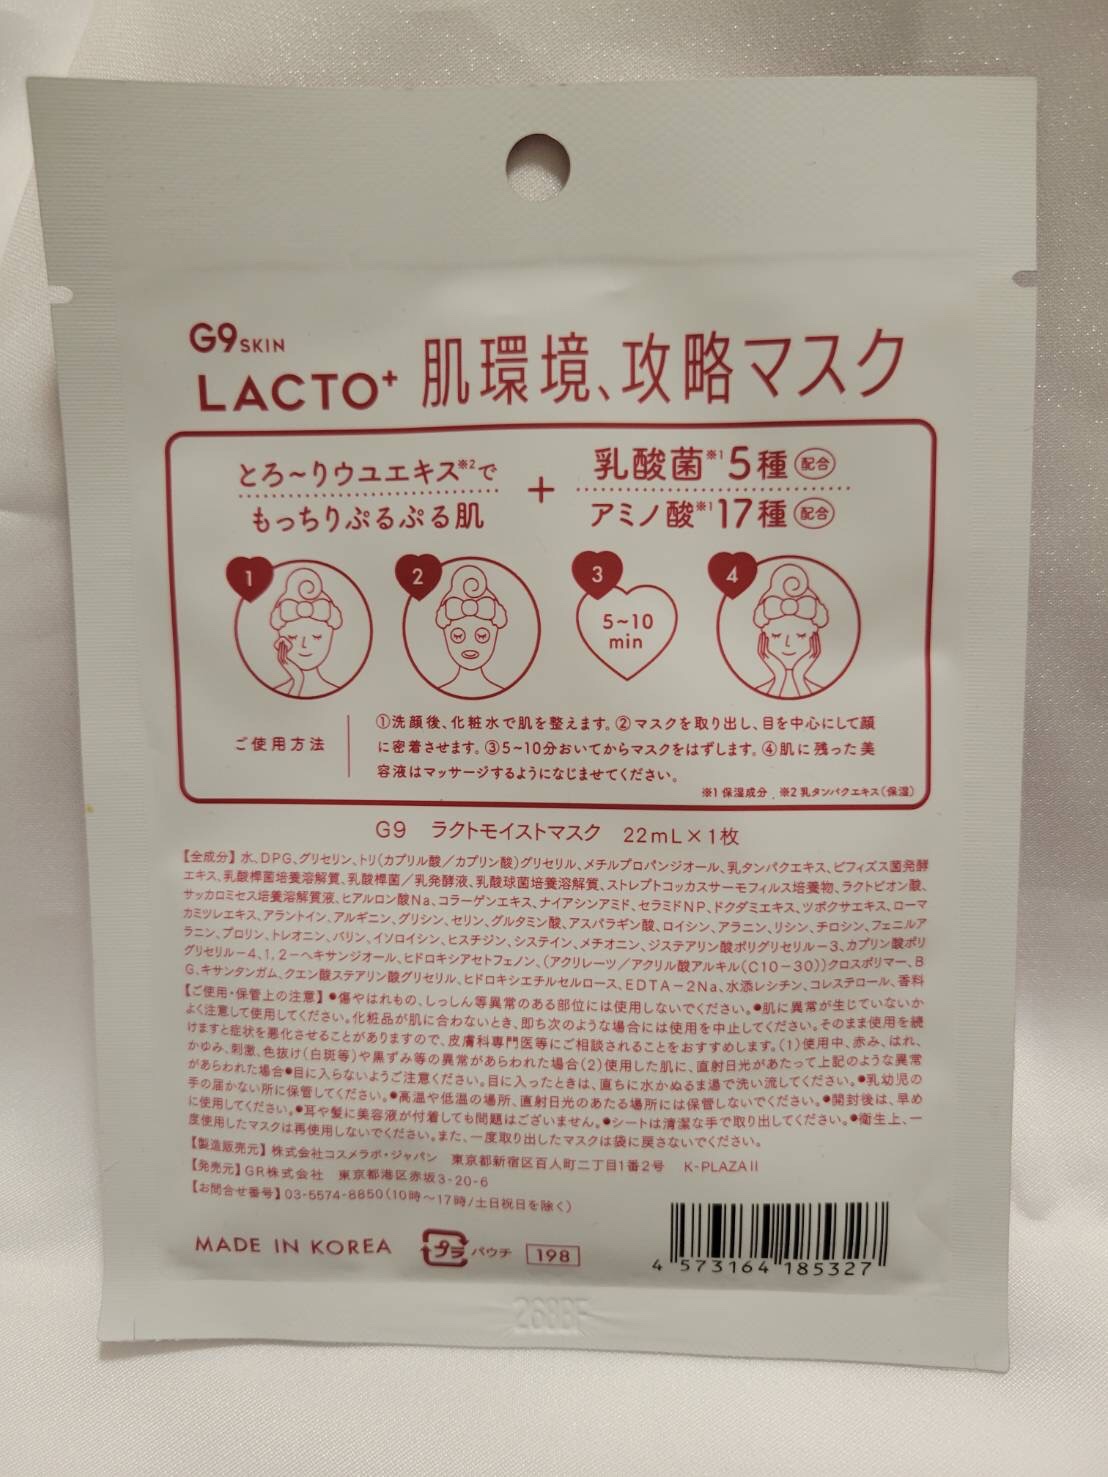 G9SKIN
LACTO⁺ 肌環境、攻略マスク
とろ～りウユエキス※2で
もっちりぷるぷる肌
+
乳酸菌※1 5種 配合
アミノ酸※1 17種 配合
1
2
3
4
5~10
min
ご使用方法
①洗顔後、化粧水で肌を整えます。② マスクを取り出し、目を中心にして顔
に密着させます。③5~10分おいてからマスクをはずします。④肌に残った美
容液はマッサージするようになじませてください。
※1 保湿成分 ※2 乳タンパクエキス(保湿)
G9 ラクトモイストマスク 22mL×1枚
【全成分】水、DPG、グリセリン、トリ(カプリル酸/カプリン酸)グリセリル、メチルプロパンジオール、乳タンパクエキス、ビフィズス菌発酵
エキス、乳酸桿菌培養溶解質、乳酸桿菌/乳発酵液、乳酸球菌培養溶解質、ストレプトコッカスサーモフィルス培養物、ラクトビオン酸、
サッカロミセス培養溶解質液、ヒアルロン酸Na、コラーゲンエキス、ナイアシンアミド、セラミドNP、ドクダミエキス、ツボクサエキス、ローマ
カミツレエキス、アラントイン、アルギニン、グリシン、セリン、グルタミン酸、アスパラギン酸、ロイシン、アラニン、リシン、チロシン、フェニルア
ラニン、プロリン、トレオニン、バリン、イソロイシン、ヒスチジン、システイン、メチオニン、ジステアリン酸ポリグリセリル-3、カプリン酸ポリ
グリセリル-4、1,2-ヘキサンジオール、ヒドロキシアセトフェノン、(アクリレーツ/アクリル酸アルキル(C10-30))クロスポリマー、B
G、キサンタンガム、クエン酸ステアリン酸グリセリル、ヒドロキシエチルセルロース、EDTA-2Na、水添レシチン、コレステロール、香料
【ご使用・保管上の注意】●傷やはれもの、しっしん等異常のある部位には使用しないでください。●肌に異常が生じていないか
よく注意して使用してください。化粧品が肌に合わないとき、即ち次のような場合には使用を中止してください。そのまま使用を続
けますと症状を悪化させることがありますので、皮膚科専門医等にご相談されることをおすすめします。(1)使用中、赤み、はれ、
かゆみ、刺激、色抜け(白斑等)や黒ずみ等の異常があらわれた場合(2)使用した肌に、直射日光があたって上記のような異常
があらわれた場合●目に入らないようご注意ください。目に入ったときは、直ちに水かぬるま湯で洗い流してください。●乳幼児の
手の届かない所に保管してください。●高温や低温の場所、直射日光のあたる場所には保管しないでください。●開封後は、早め
に使用してください。●耳や髪に美容液が付着しても問題はございません。●シートは清潔な手で取り出してください。●衛生上、一
度使用したマスクは再使用しないでください。また、一度取り出したマスクは袋に戻さないでください。
【製造販売元】株式会社コスメラボ・ジャパン 東京都新宿区百人町二丁目1番2号 K-PLAZAⅡ
【発売元】GR株式会社 東京都港区赤坂3-20-6
【お問合せ番号】03-5574-8850(10時~17時/土日祝日を除く)
MADE IN KOREA
プラ パウチ
198
4 573164 185327
268BF